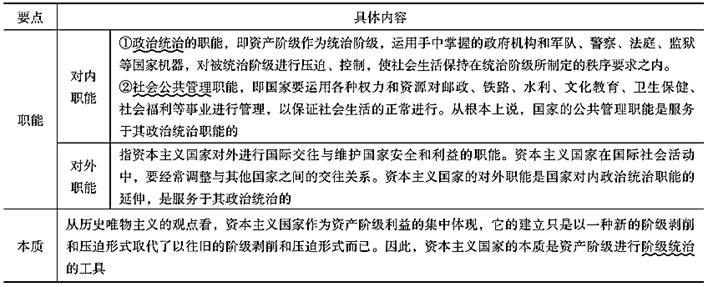 要点 具体内容
①政治统治的职能，即资产阶级作为统治阶级，运用手中掌握的政府机构和军队、警察、法庭、监狱
等国家机器，对被统治阶级进行压迫、控制，使社会生活保持在统治阶级所制定的秩序要求之内。
对内
职能
②社会公共管理职能，即国家要运用各种权力和资源对邮政、铁路、水利、文化教育、卫生保健、
社会福利等事业进行管理，以保证社会生活的正常进行。从根本上说，国家的公共管理职能是服务
于其政治统治职能的
职能
对外
职能
指资本主义国家对外进行国际交往与维护国家安全和利益的职能。资本主义国家在国际社会活动
中，要经常调整与其他国家之间的交往关系。资本主义国家的对外职能是国家对内政治统治职能的
延伸，是服务于其政治统治的
本质
从历史唯物主义的观点看，资本主义国家作为资产阶级利益的集中体现，它的建立只是以一种新的阶级剥削
和压迫形式取代了以往旧的阶级剥削和压迫形式而已。因此，资本主义国家的本质是资产阶级进行阶级统治
的工具